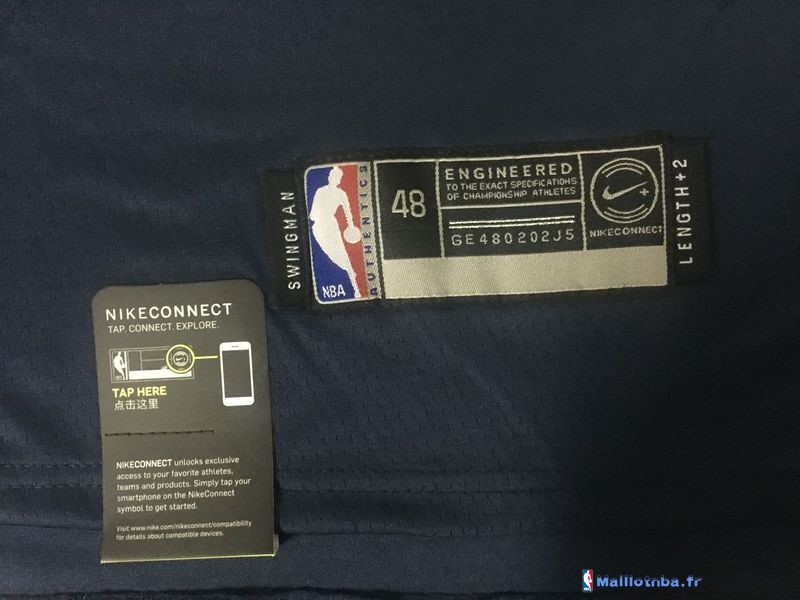 SWINGMAN
NBA
AUTHENTICS
48
ENGINEERED
TO THE EXACT SPECIFICATIONS
OF CHAMPIONSHIP ATHLETES
GE480202J5
NIKECONNECT
LENGTH+2
NIKECONNECT
TAP. CONNECT. EXPLORE.
TAP HERE
点击这里
NIKECONNECT unlocks exclusive
access to your favorite athletes,
teams and products. Simply tap your
smartphone on the NikeConnect
symbol to get started.
Visit www.nike.com/nikeconnect/compatibility
for details about compatible devices.
Maillotnba.fr